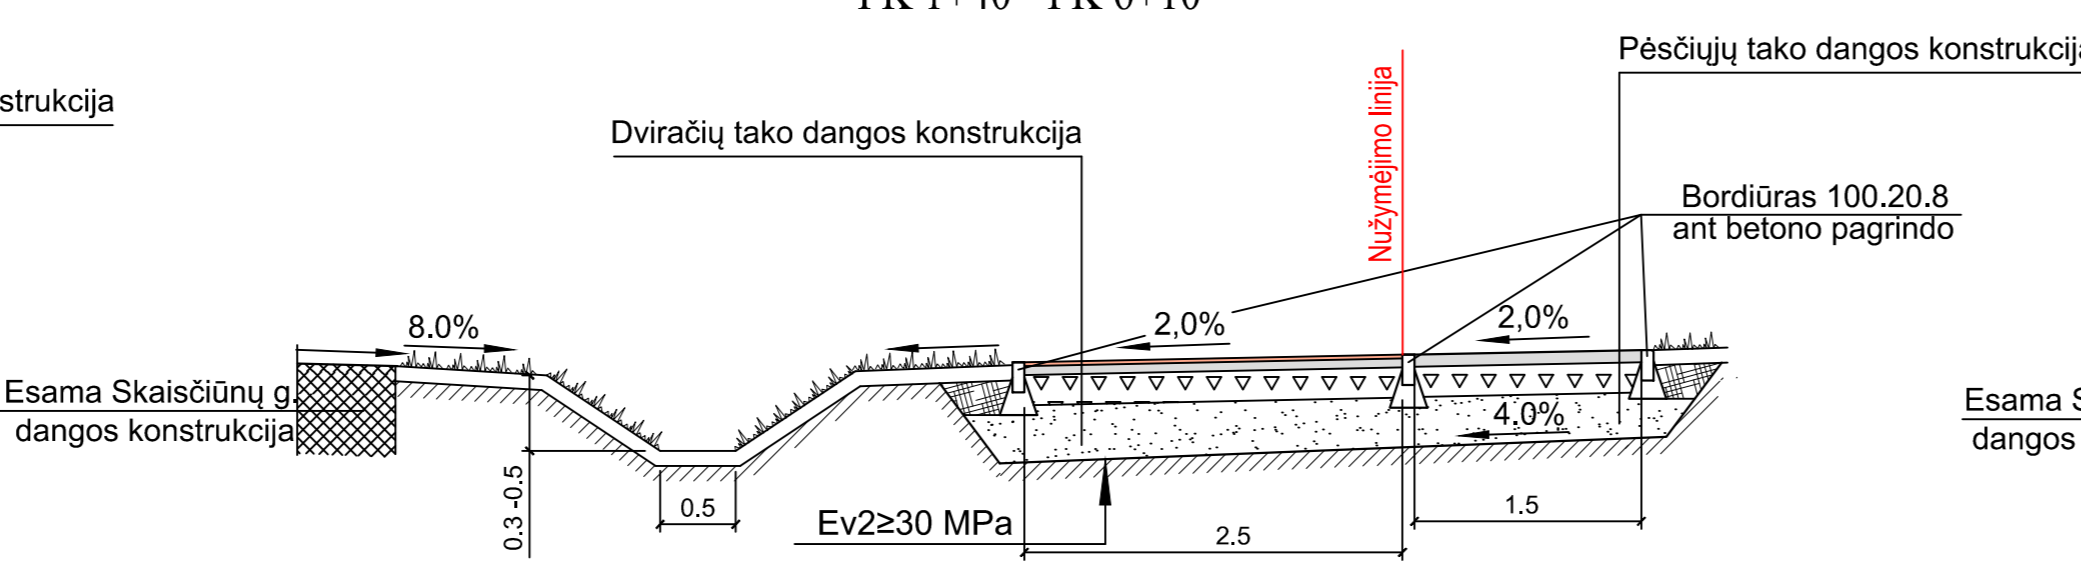 strukcija
Dviračių tako dangos konstrukcija
Nužymėjimo linija
Pėsčiųjų tako dangos konstrukcija
Bordiūras 100.20.8
ant betono pagrindo
8.0%
2,0%
2,0%
Esama Skaisčiūnų g.
dangos konstrukcija
4.0%
Esama S
dangos
0.3 -0.5
0.5
Ev2≥30 MPa
2.5
1.5